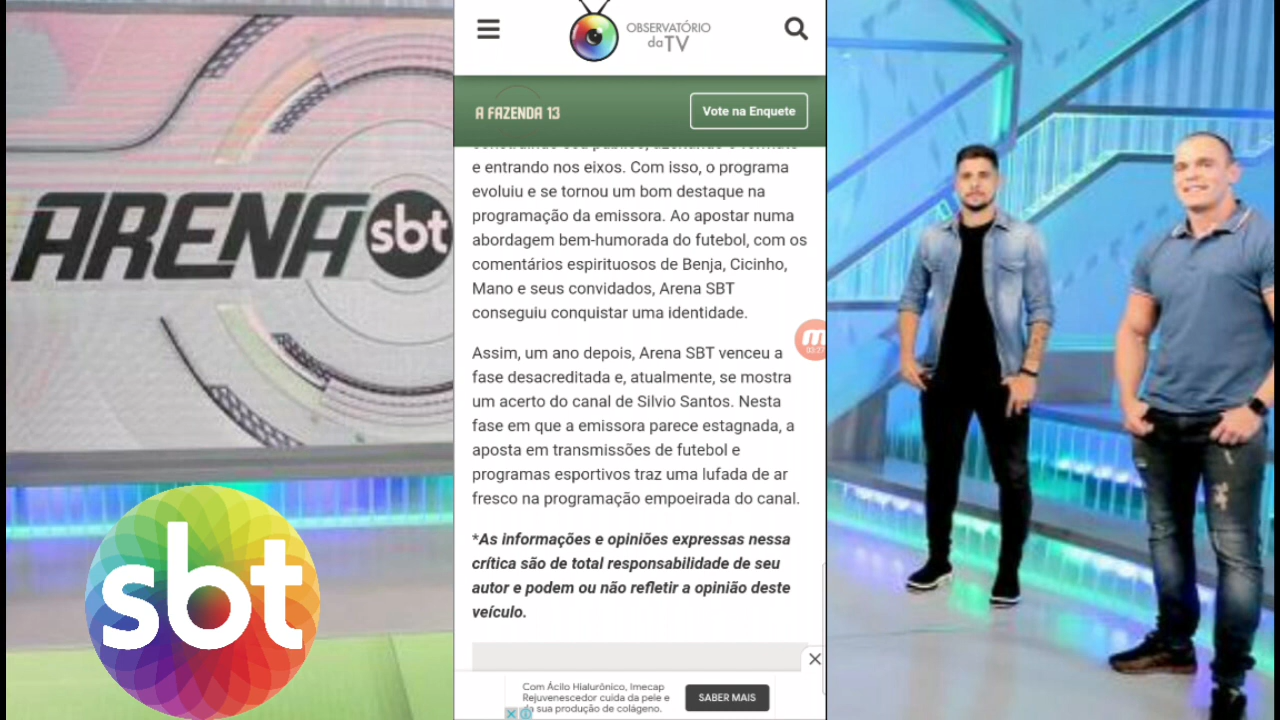 ARENA sbt
sbt
OBSERVATÓRIO
da TV
A FAZENDA 13
Vote na Enquete
e entrando nos eixos. Com isso, o programa
evoluiu e se tornou um bom destaque na
programação da emissora. Ao apostar numa
abordagem bem-humorada do futebol, com os
comentários espirituosos de Benja, Cicinho,
Mano e seus convidados, Arena SBT
conseguiu conquistar uma identidade.
Assim, um ano depois, Arena SBT venceu a
fase desacreditada e, atualmente, se mostra
um acerto do canal de Silvio Santos. Nesta
fase em que a emissora parece estagnada, a
aposta em transmissões de futebol e
programas esportivos traz uma lufada de ar
fresco na programação empoeirada do canal.
*As informações e opiniões expressas nessa
crítica são de total responsabilidade de seu
autor e podem ou não refletir a opinião deste
veículo.
Com Ácilo Hialurônico, Imecap
Rejuvenescedor cuida da pele e
da sua produção de colágeno.
SABER MAIS